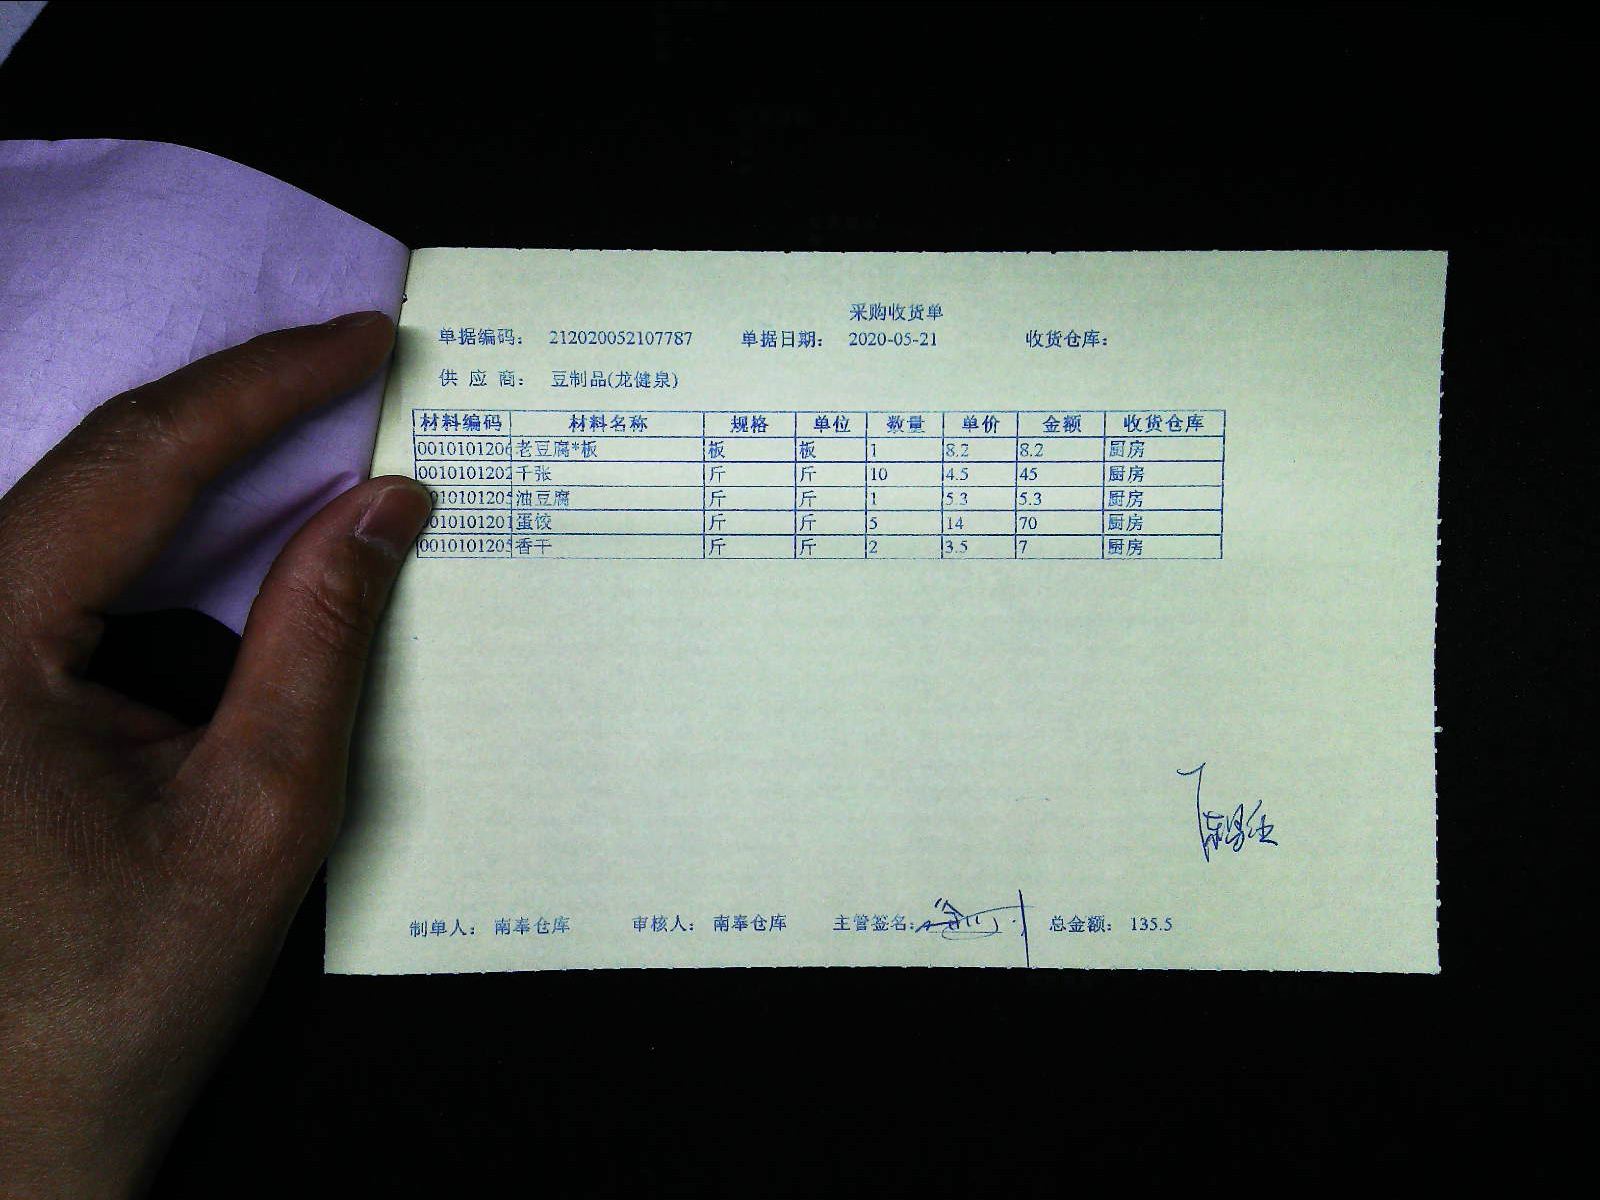 采购收货单
单据编码: 212020052107787 单据日期: 2020-05-21 收货仓库:
供 应 商: 豆制品(龙健泉)
材料编码 材料名称 规格 单位 数量 单价 金额 收货仓库
0010101206 老豆腐*板 板 板 1 8.2 8.2 厨房
0010101202 千张 斤 斤 10 4.5 45 厨房
010101205 油豆腐 斤 斤 1 5.3 5.3 厨房
0010101201 蛋饺 斤 斤 5 14 70 厨房
0010101205 香干 斤 斤 2 3.5 7 厨房
制单人: 南奉仓库 审核人: 南奉仓库 主管签名: 总金额: 135.5